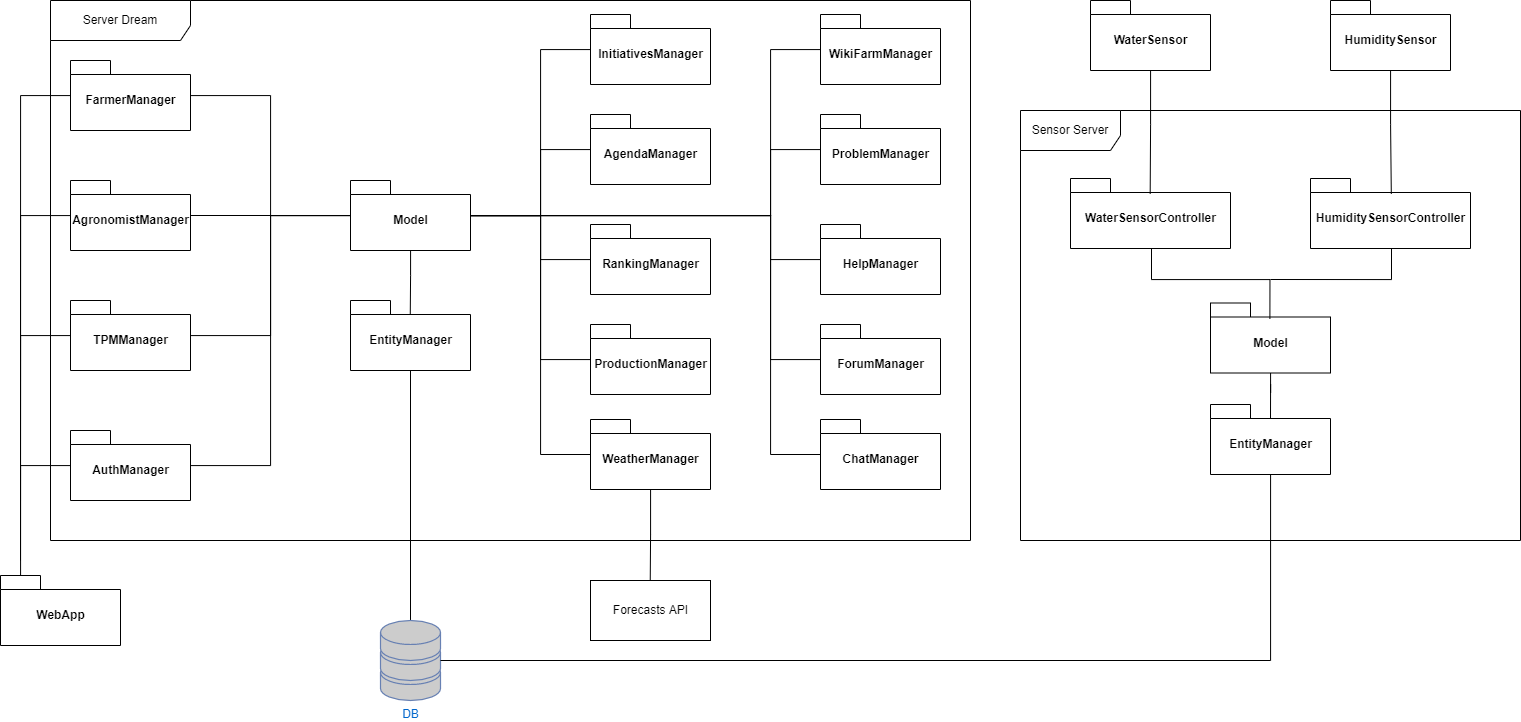 Server Dream
FarmerManager
AgronomistManager
TPMManager
AuthManager
Model
EntityManager
InitiativesManager
AgendaManager
RankingManager
ProductionManager
WeatherManager
WikiFarmManager
ProblemManager
HelpManager
ForumManager
ChatManager
WebApp
Forecasts API
DB
WaterSensor
HumiditySensor
Sensor Server
WaterSensorController
HumiditySensorController
Model
EntityManager